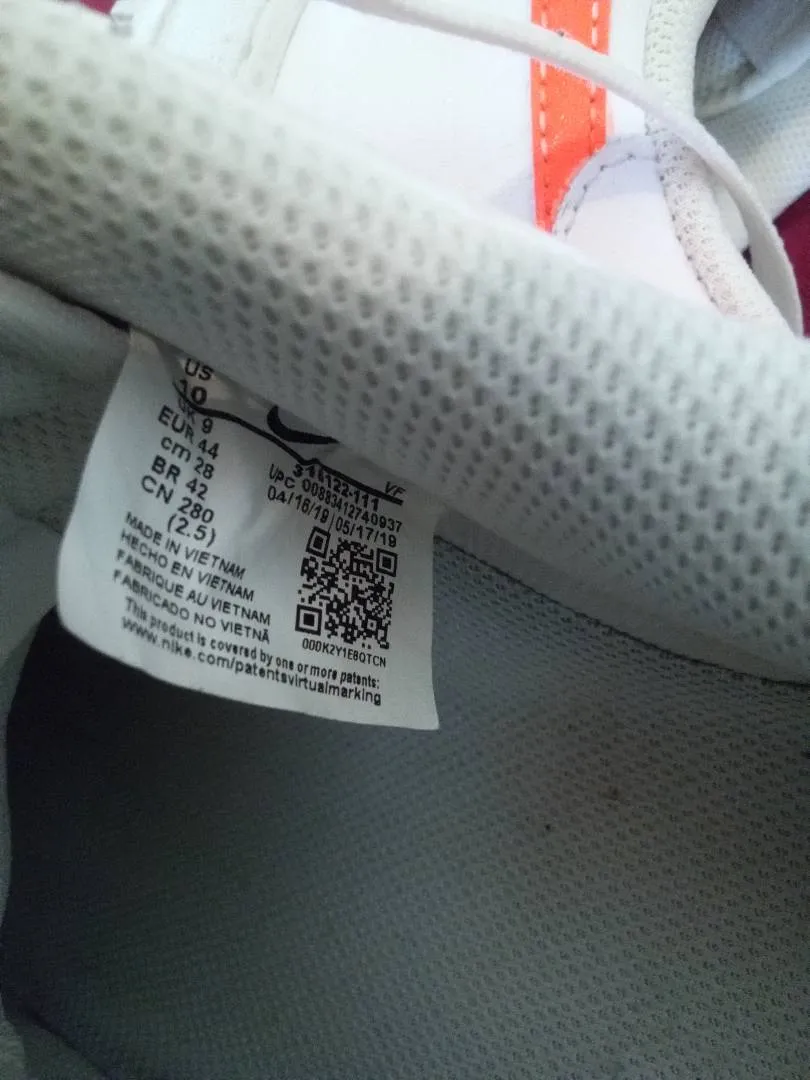 US
10
UK 9
EUR 44
cm 28
BR 42
CN 280
(2.5)
VF
UPC 00883412740937
04/16/19 05/17/19
MADE IN VIETNAM
HECHO EN VIETNAM
FABRIQUE AU VIETNAM
FABRICADO NO VIETNÃ
000K2Y1E8QTCN
This product is covered by one or more patents:
www.nike.com/patentsvirtualmarking